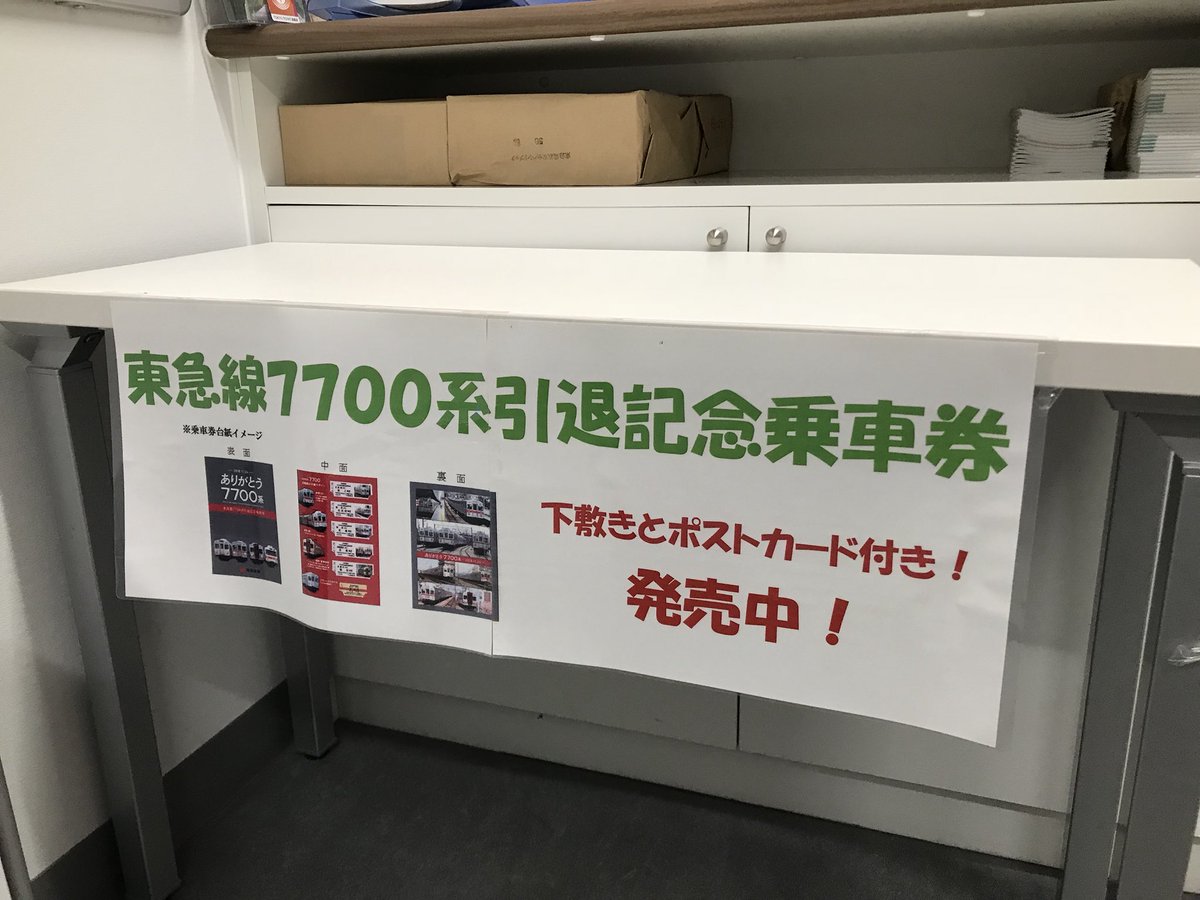 東急線7700系引退記念乗車券
※乗車券台紙イメージ
表面
中面
裏面
ありがとう
7700系
下敷きとポストカード付き！
発売中！